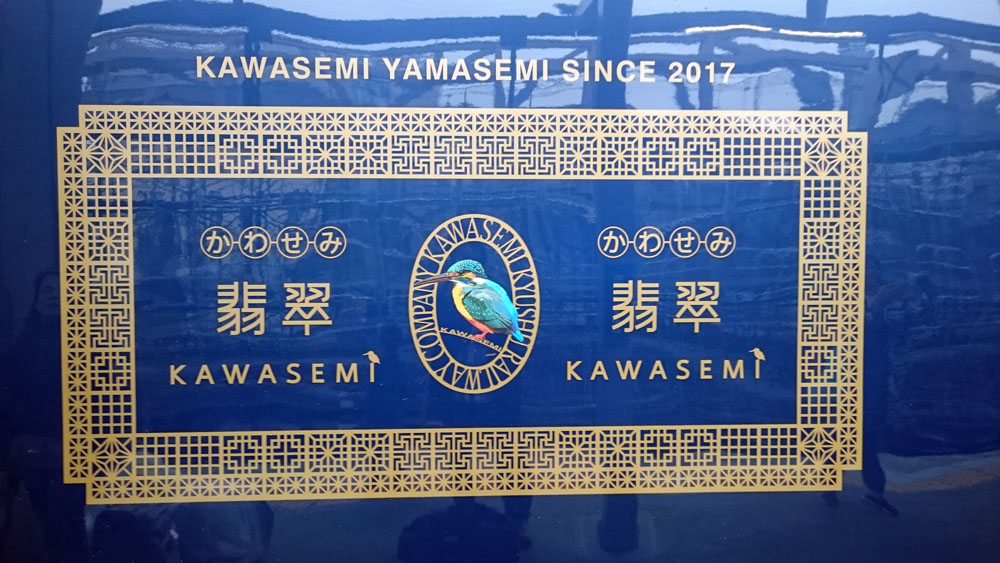 KAWASEMI YAMASEMI SINCE 2017
かわせみ
翡翠
KAWASEMI
KAWASEMI KYUSHU RAILWAY COMPANY
KAWASEMI
かわせみ
翡翠
KAWASEMI